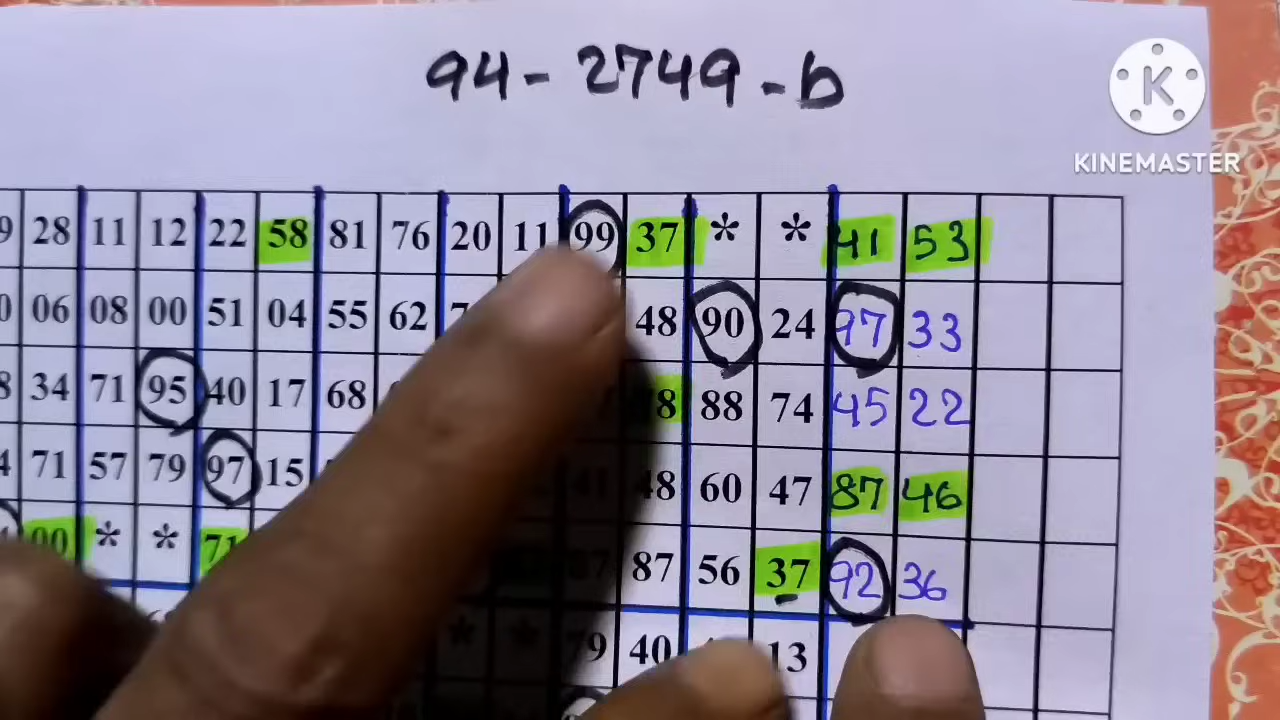 94 - 2749 - b
K
KINEMASTER
28 11 12 22 58 81 76 20 11 99 37 * * 41 53
06 08 00 51 04 55 62 48 90 24 97 33
34 71 95 40 17 68 88 74 45 22
71 57 79 97 15 48 60 47 87 46
* * 71 87 56 37 92 36
* * 79 40 13